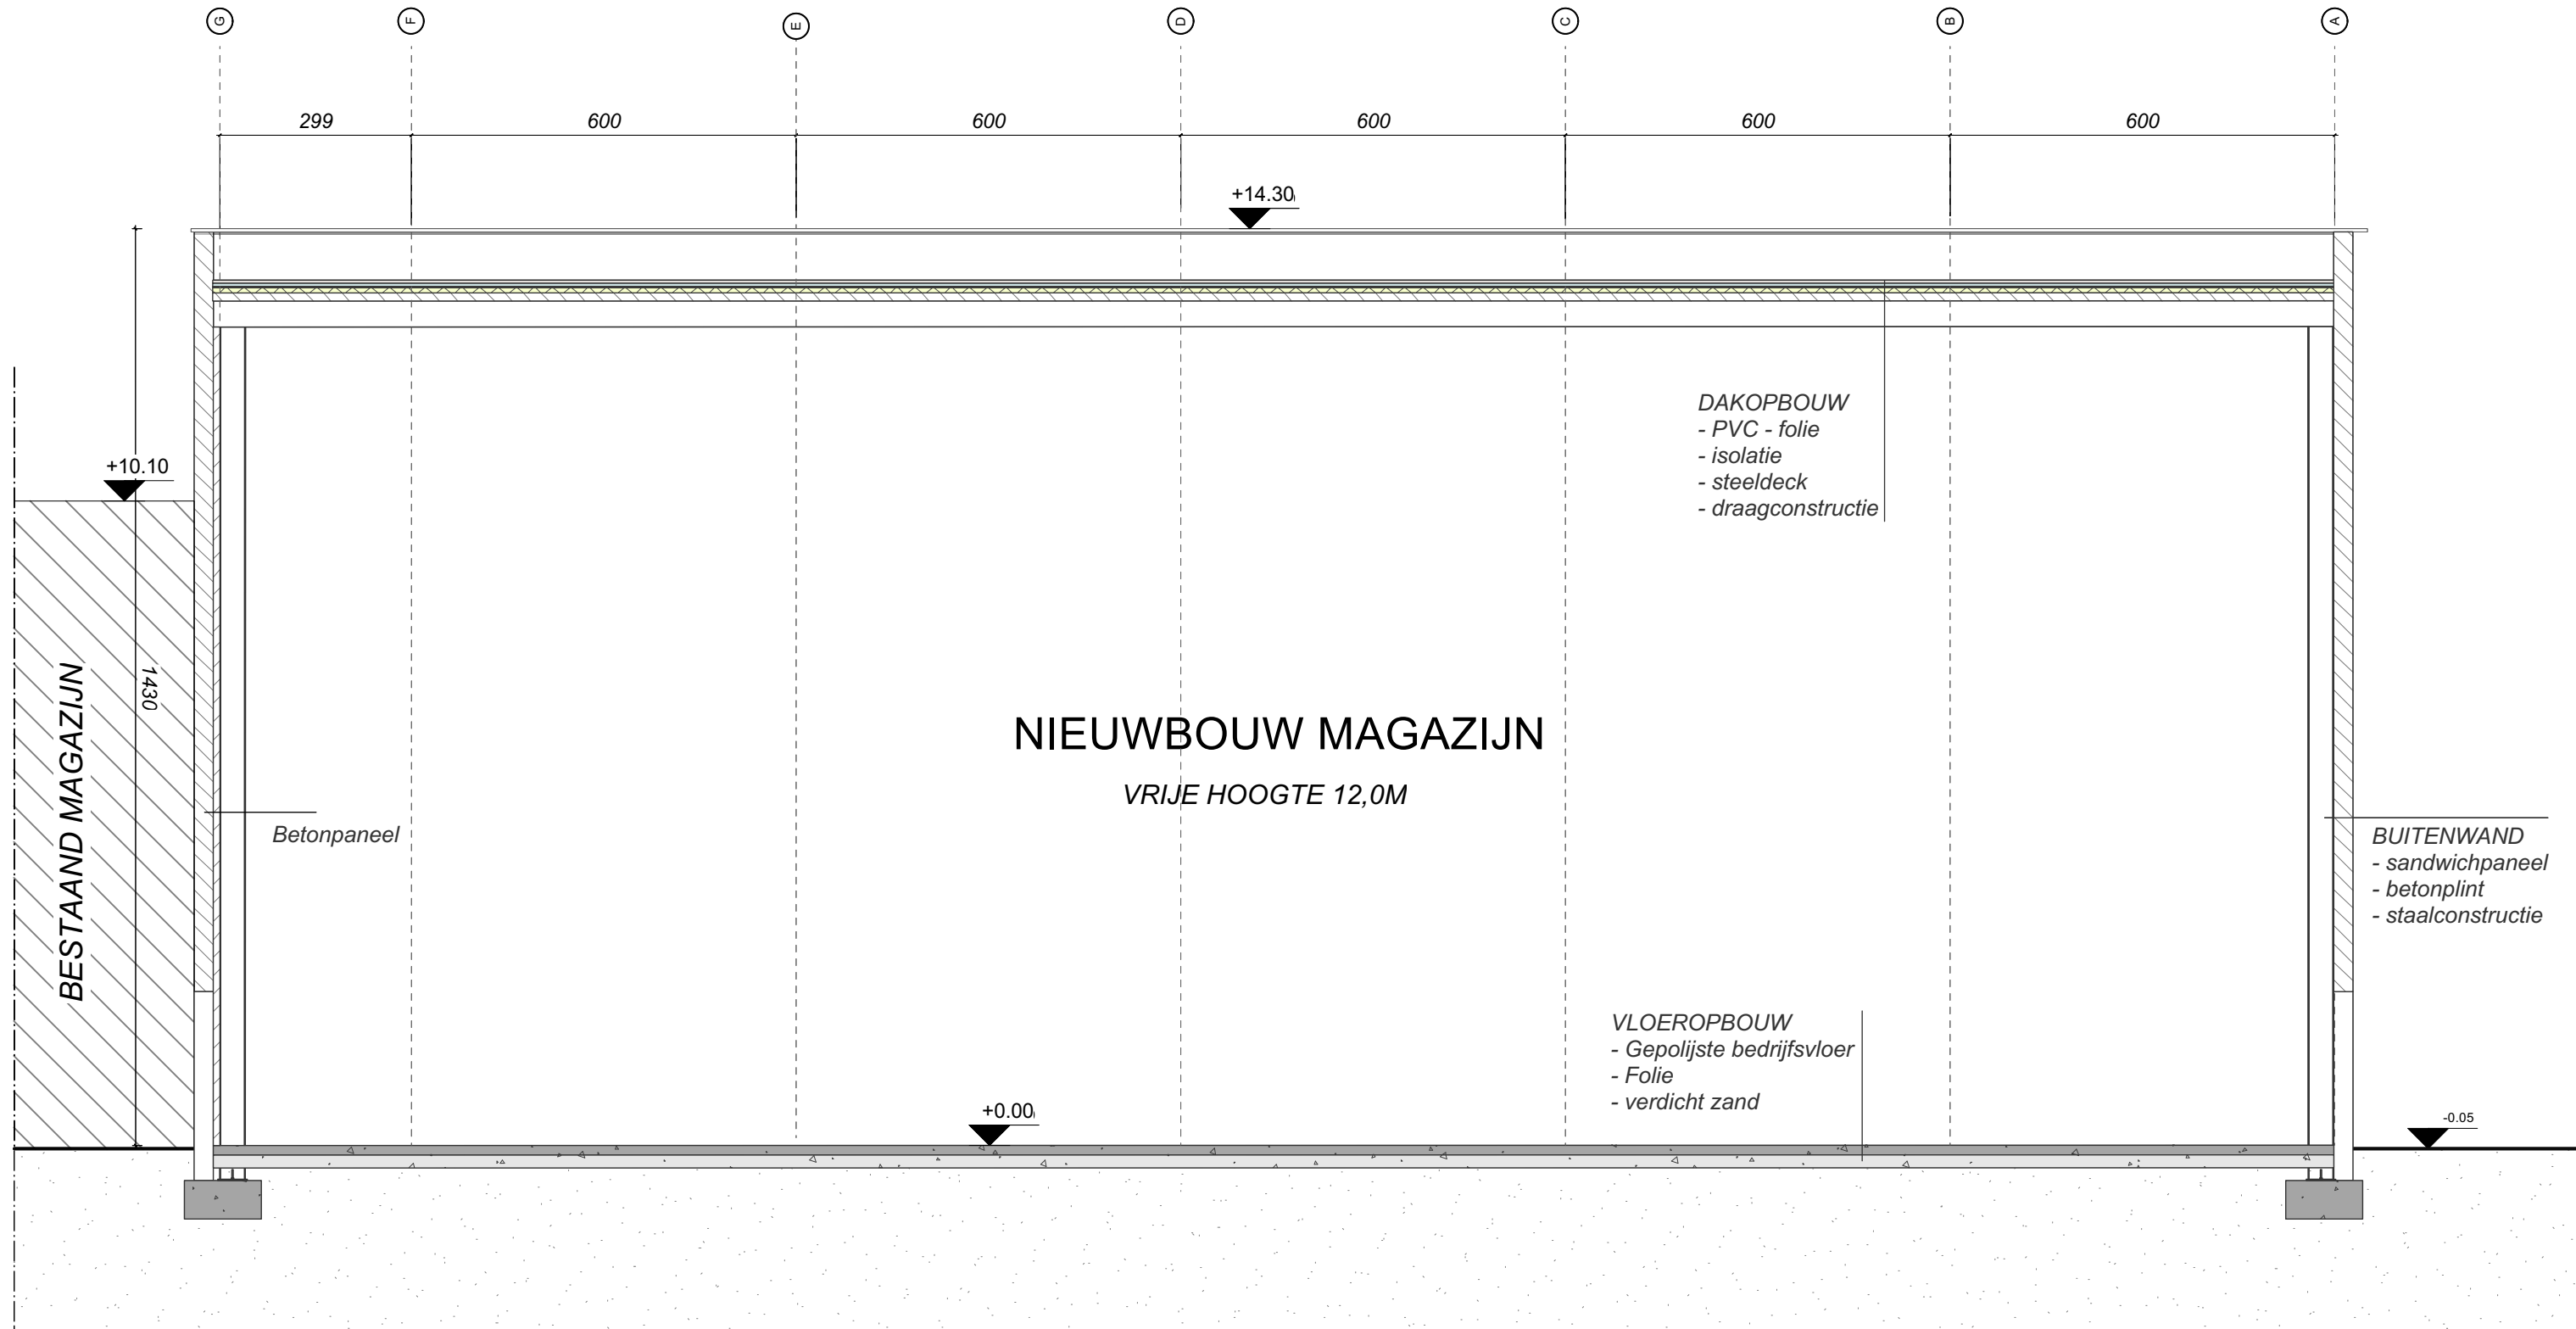 G F E D C B A
299 600 600 600 600 600
+14.30
DAKOPBOUW
- PVC - folie
- isolatie
- steeldeck
- draagconstructie
+10.10
1430
BESTAAND MAGAZIJN
NIEUWBOUW MAGAZIJN
VRIJE HOOGTE 12,0M
Betonpaneel
BUITENWAND
- sandwichpaneel
- betonplint
- staalconstructie
VLOEROPBOUW
- Gepolijste bedrijfsvloer
- Folie
- verdicht zand
+0.00
-0.05